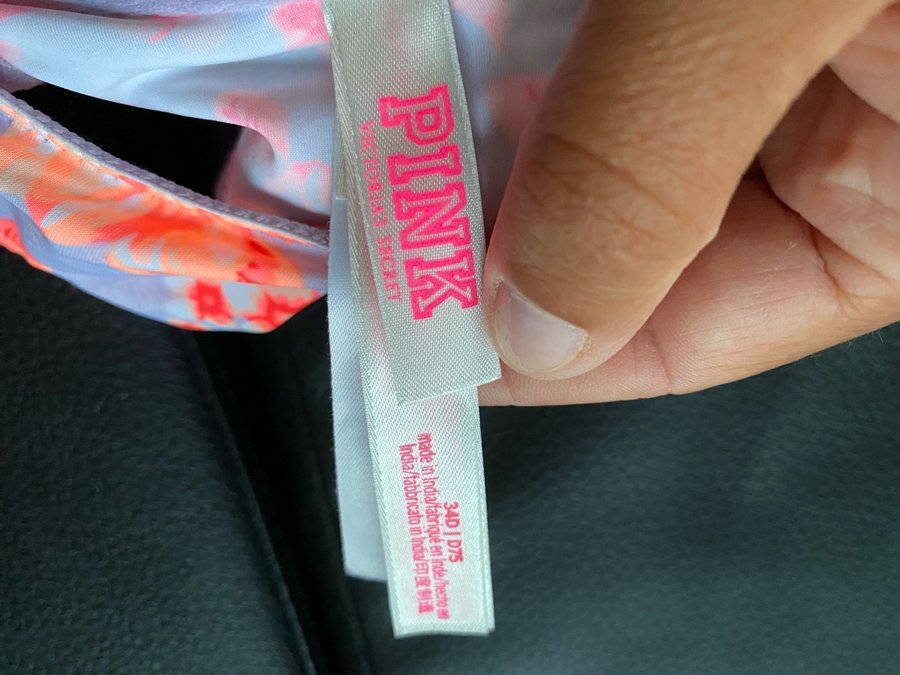 PINK
VICTORIA'S SECRET
34D | D75
made in India/fabriqué en Inde/hecho en
India/fabbricato in India/印度制造